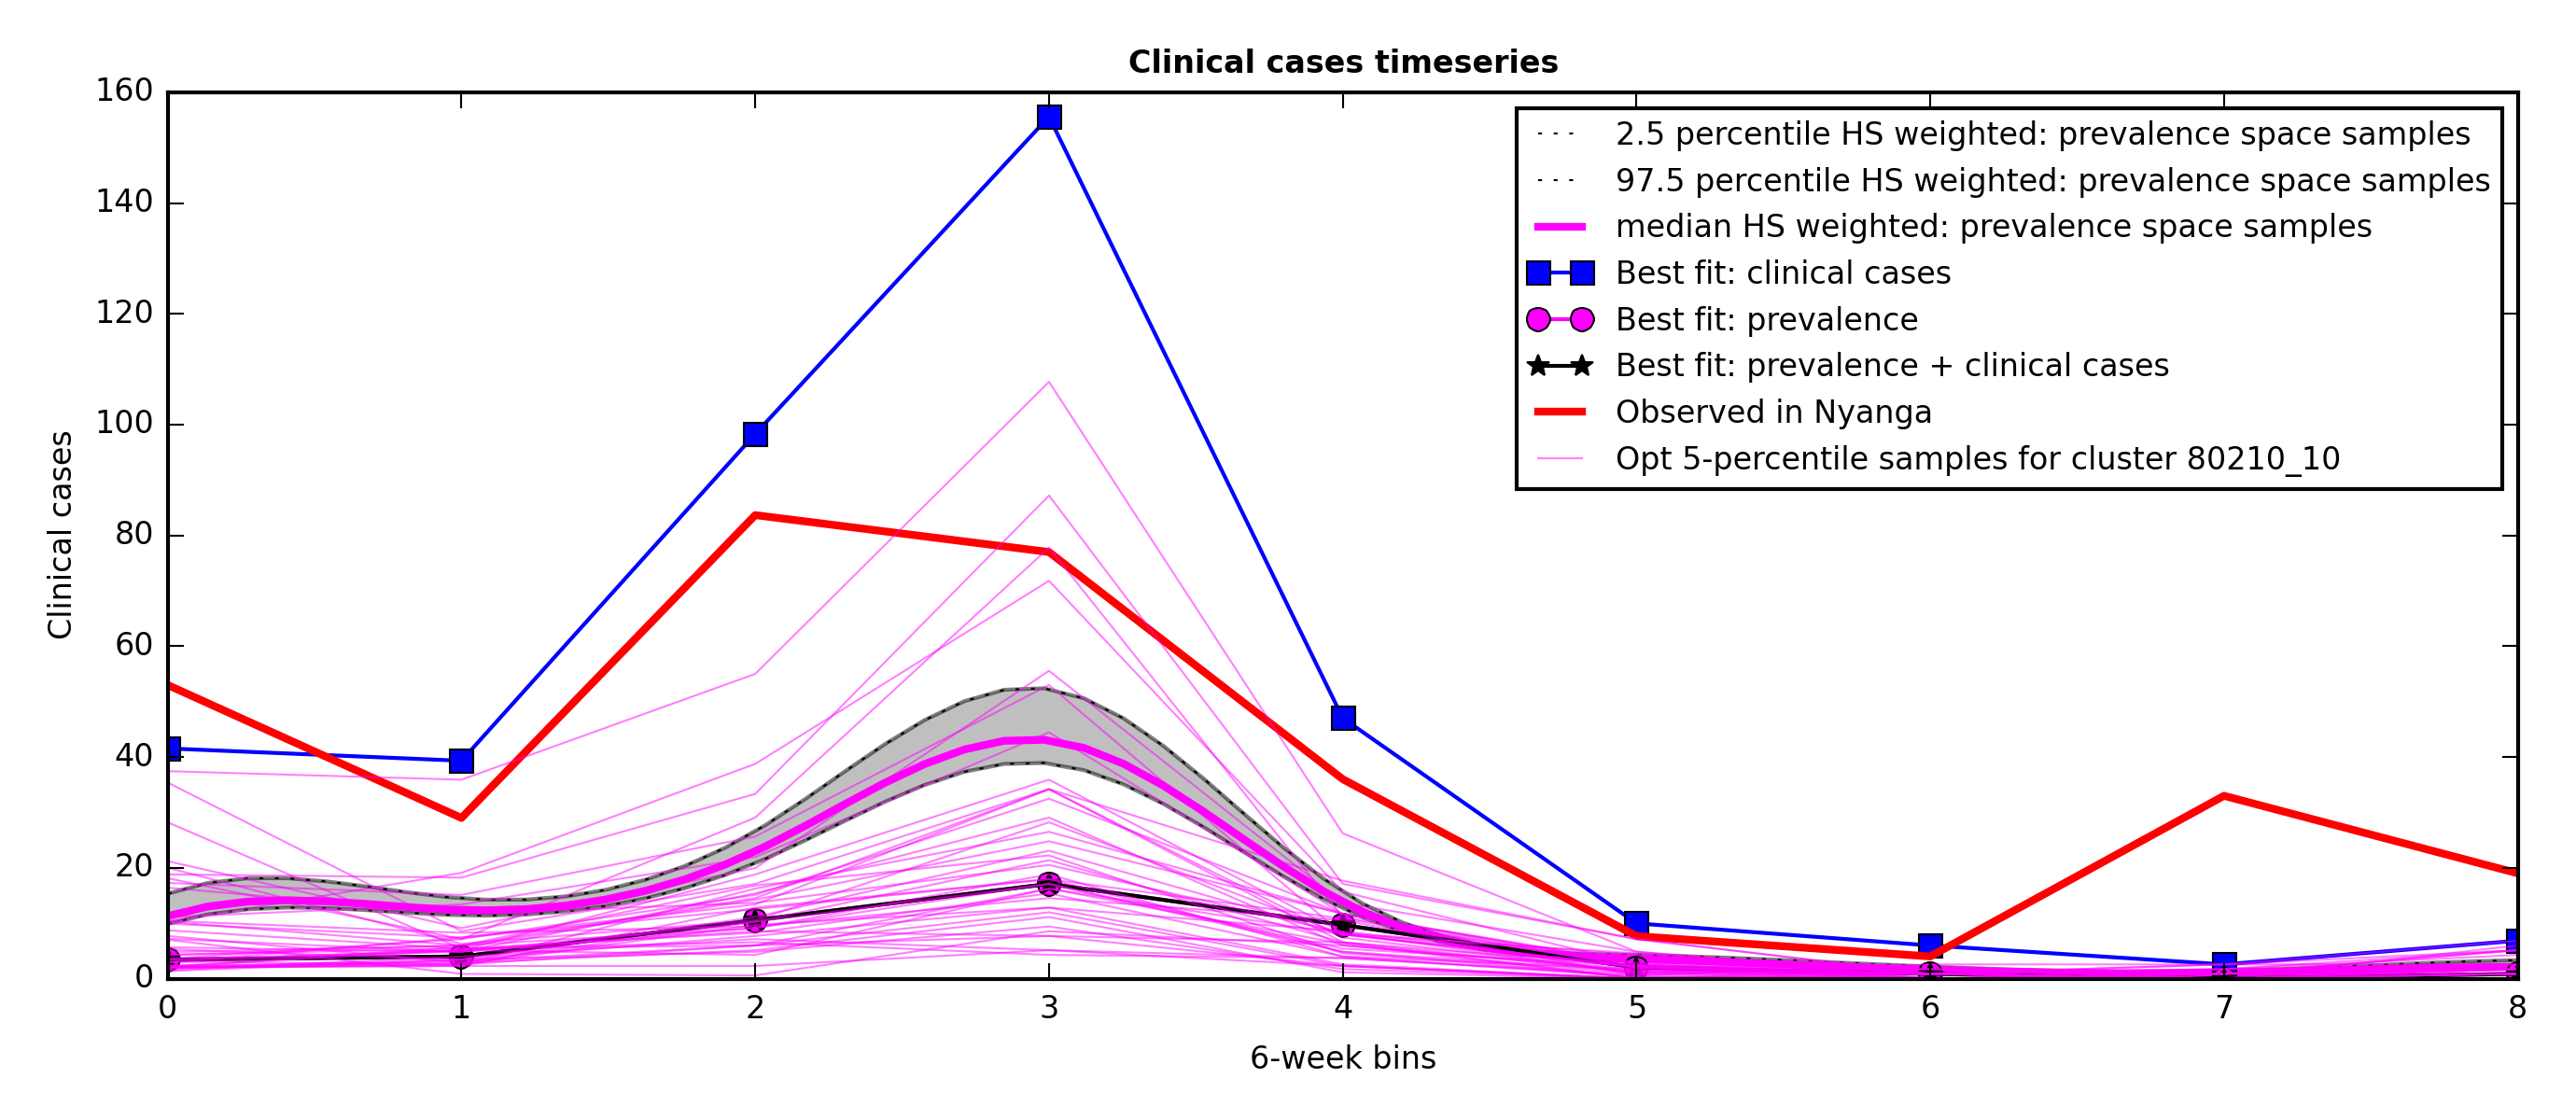 Clinical cases timeseries
160
140
120
100
80
60
40
20
0
Clinical cases
2.5 percentile HS weighted: prevalence space samples
97.5 percentile HS weighted: prevalence space samples
median HS weighted: prevalence space samples
Best fit: clinical cases
Best fit: prevalence
Best fit: prevalence + clinical cases
Observed in Nyanga
Opt 5-percentile samples for cluster 80210_10
0 1 2 3 4 5 6 7 8
6-week bins